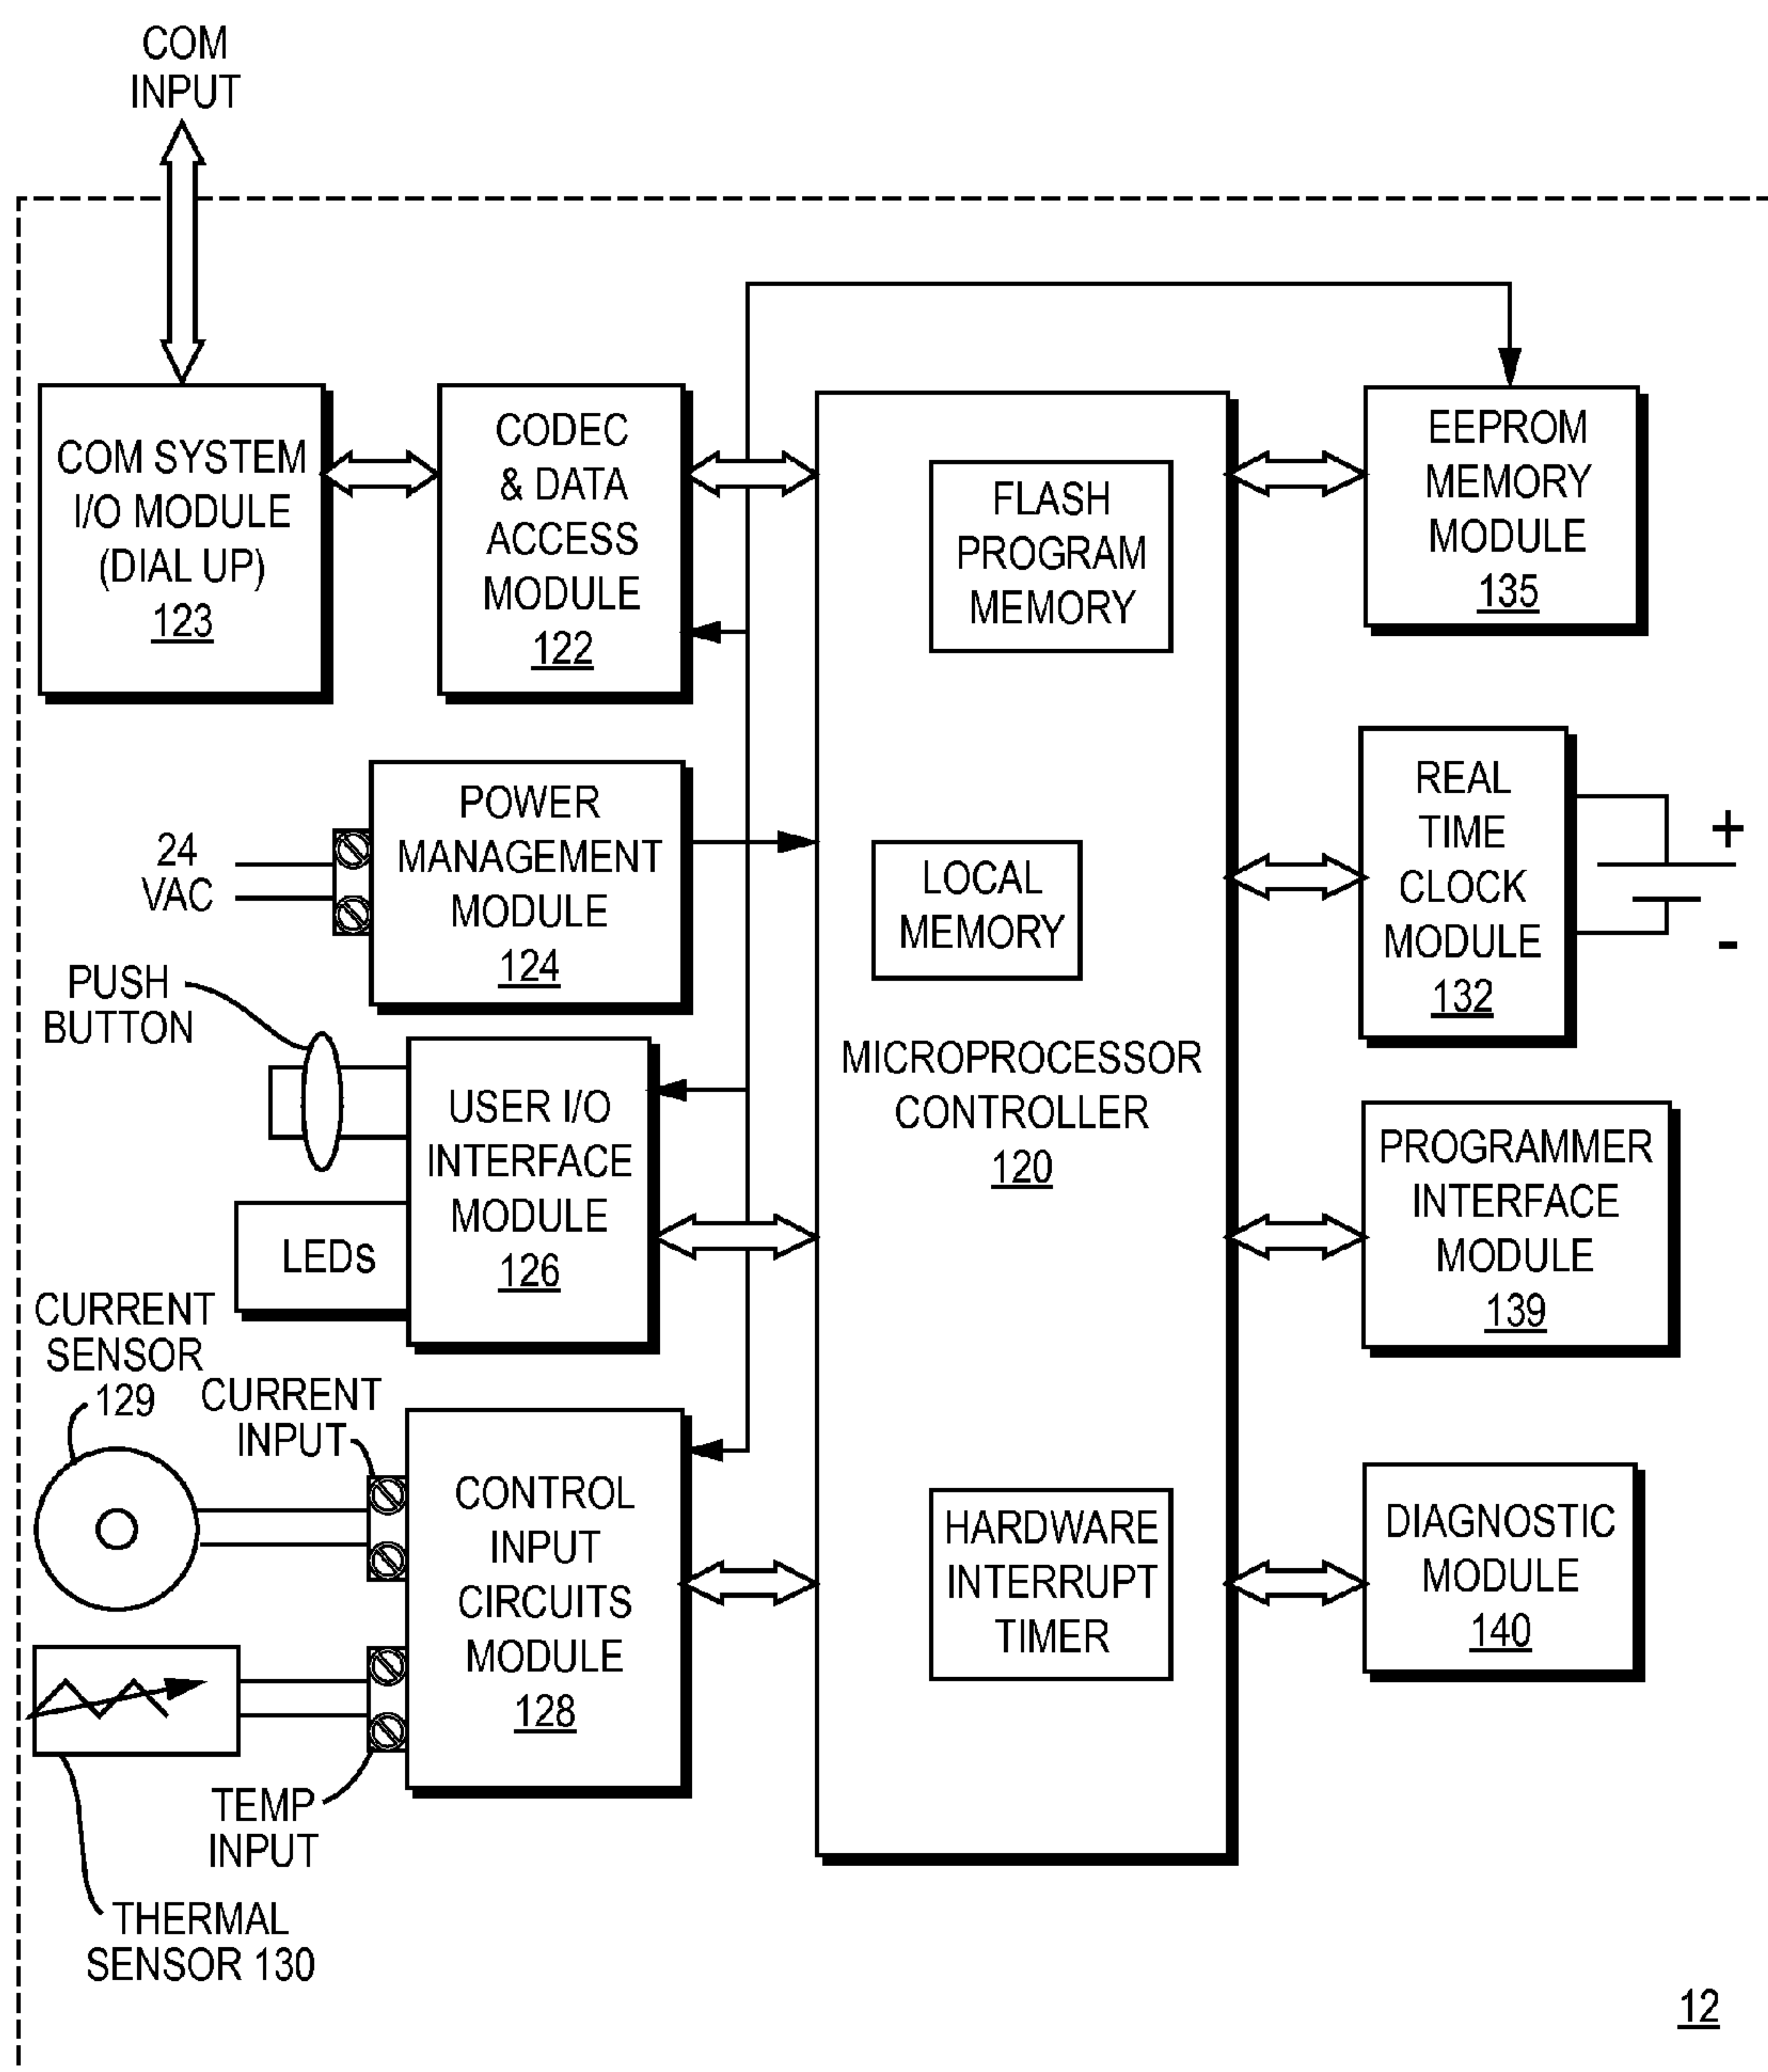 COM
INPUT
COM SYSTEM
I/O MODULE
(DIAL UP)
123
CODEC
& DATA
ACCESS
MODULE
122
FLASH
PROGRAM
MEMORY
EEPROM
MEMORY
MODULE
135
24
VAC
POWER
MANAGEMENT
MODULE
124
LOCAL
MEMORY
REAL
TIME
CLOCK
MODULE
132
+
-
PUSH
BUTTON
USER I/O
INTERFACE
MODULE
126
LEDs
MICROPROCESSOR
CONTROLLER
120
PROGRAMMER
INTERFACE
MODULE
139
CURRENT
SENSOR
129
CURRENT
INPUT
CONTROL
INPUT
CIRCUITS
MODULE
128
HARDWARE
INTERRUPT
TIMER
DIAGNOSTIC
MODULE
140
TEMP
INPUT
THERMAL
SENSOR 130
12